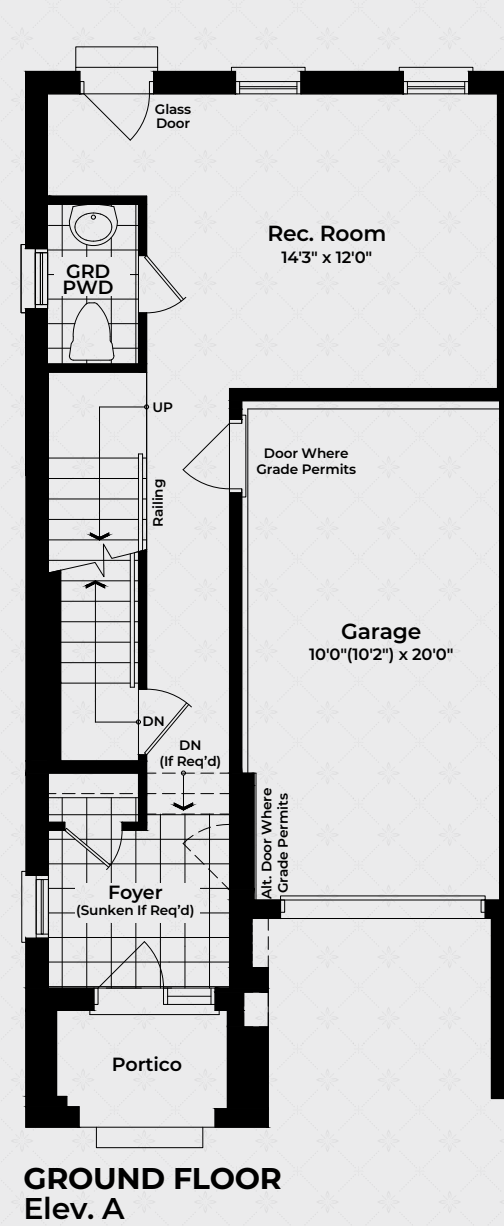 Glass
Door
Rec. Room
14'3" x 12'0"
GRD
PWD
UP
Railing
Door Where
Grade Permits
Garage
10'0"(10'2") x 20'0"
DN
DN
(If Req'd)
Alt. Door Where
Grade Permits
Foyer
(Sunken If Req'd)
Portico
GROUND FLOOR
Elev. A